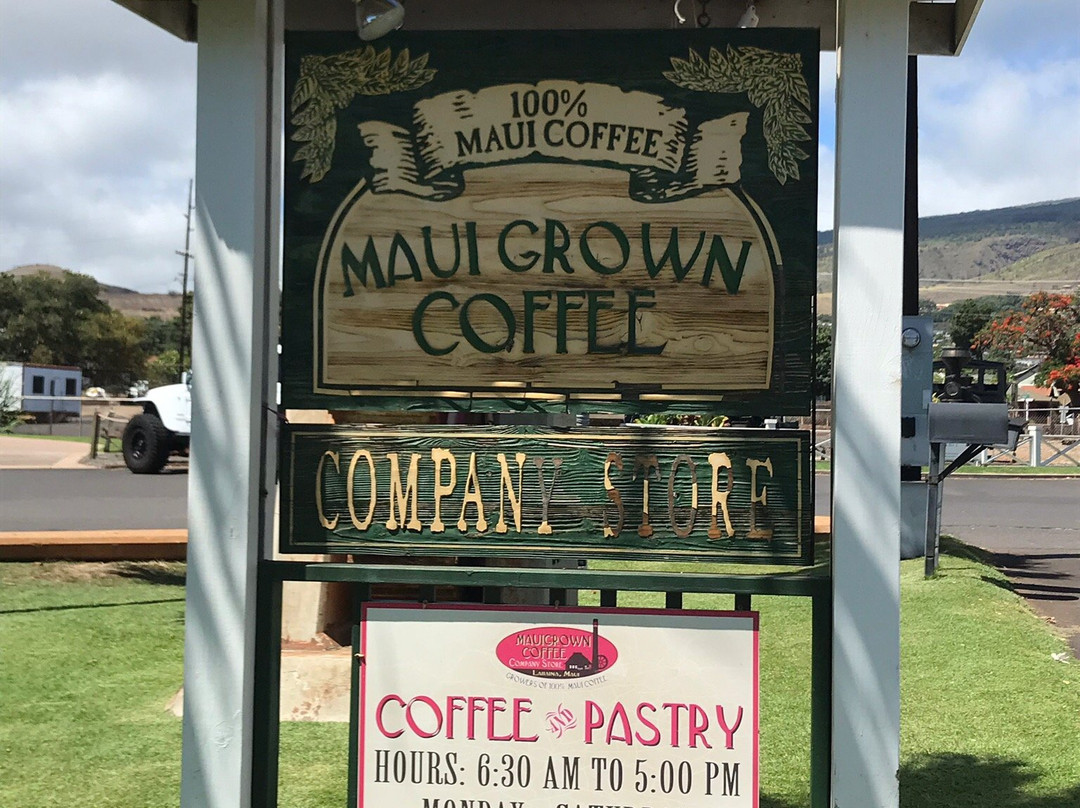 100%
MAUI COFFEE
MAUI GROWN
COFFEE
COMPANY STORE
MAUI GROWN
COFFEE
COMPANY STORE
LAHAINA, MAUI
GROWERS OF 100% MAUI COFFEE
COFFEE AND PASTRY
HOURS: 6:30 AM TO 5:00 PM